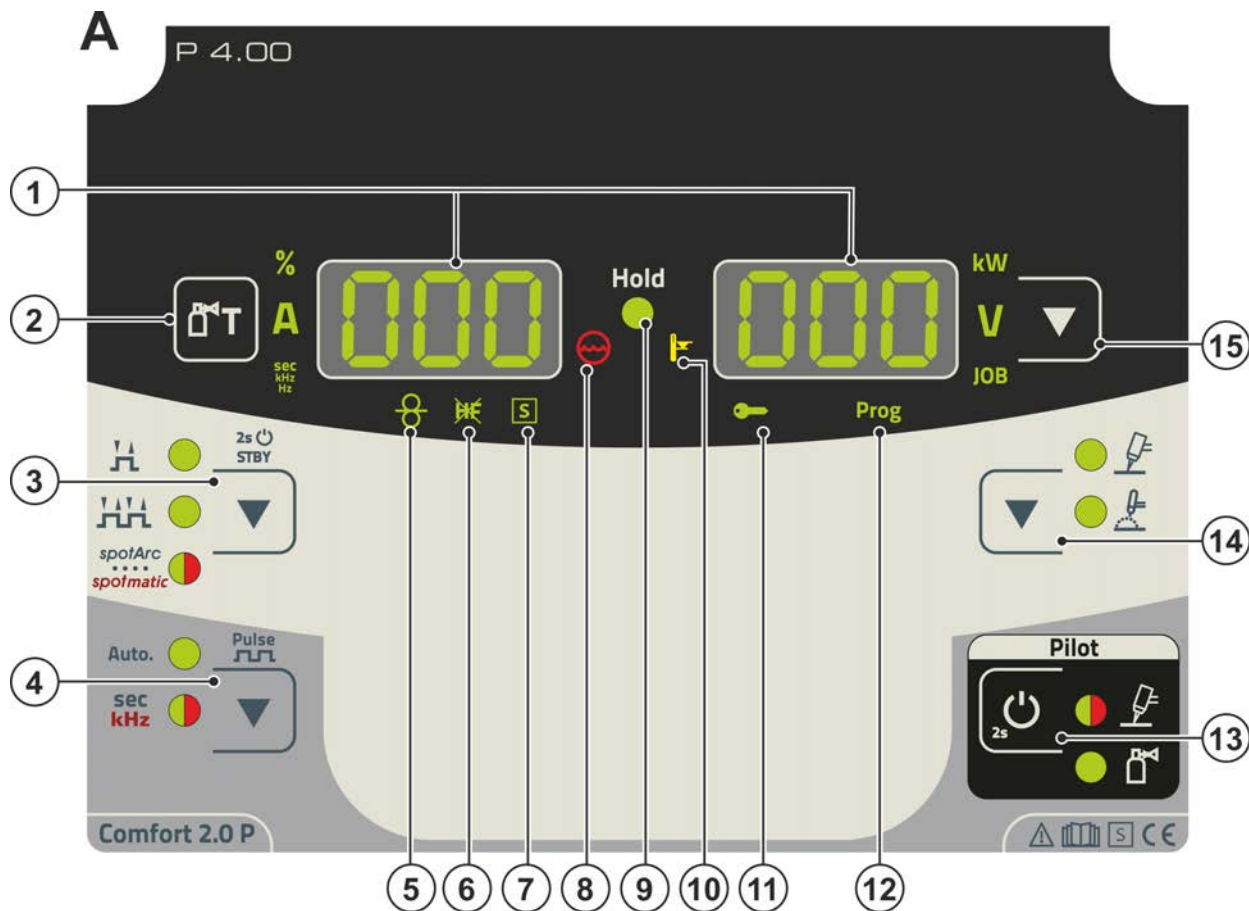 A
P 4.00
1
%
000
Hold
000
kW
2
T
A
V
15
sec
kHz
Hz
JOB
HF
S
Prog
3
2s
STBY
spotArc
spotmatic
14
Auto.
Pulse
4
sec
kHz
Pilot
2s
13
Comfort 2.0 P
S CE
5 6 7 8 9 10 11 12